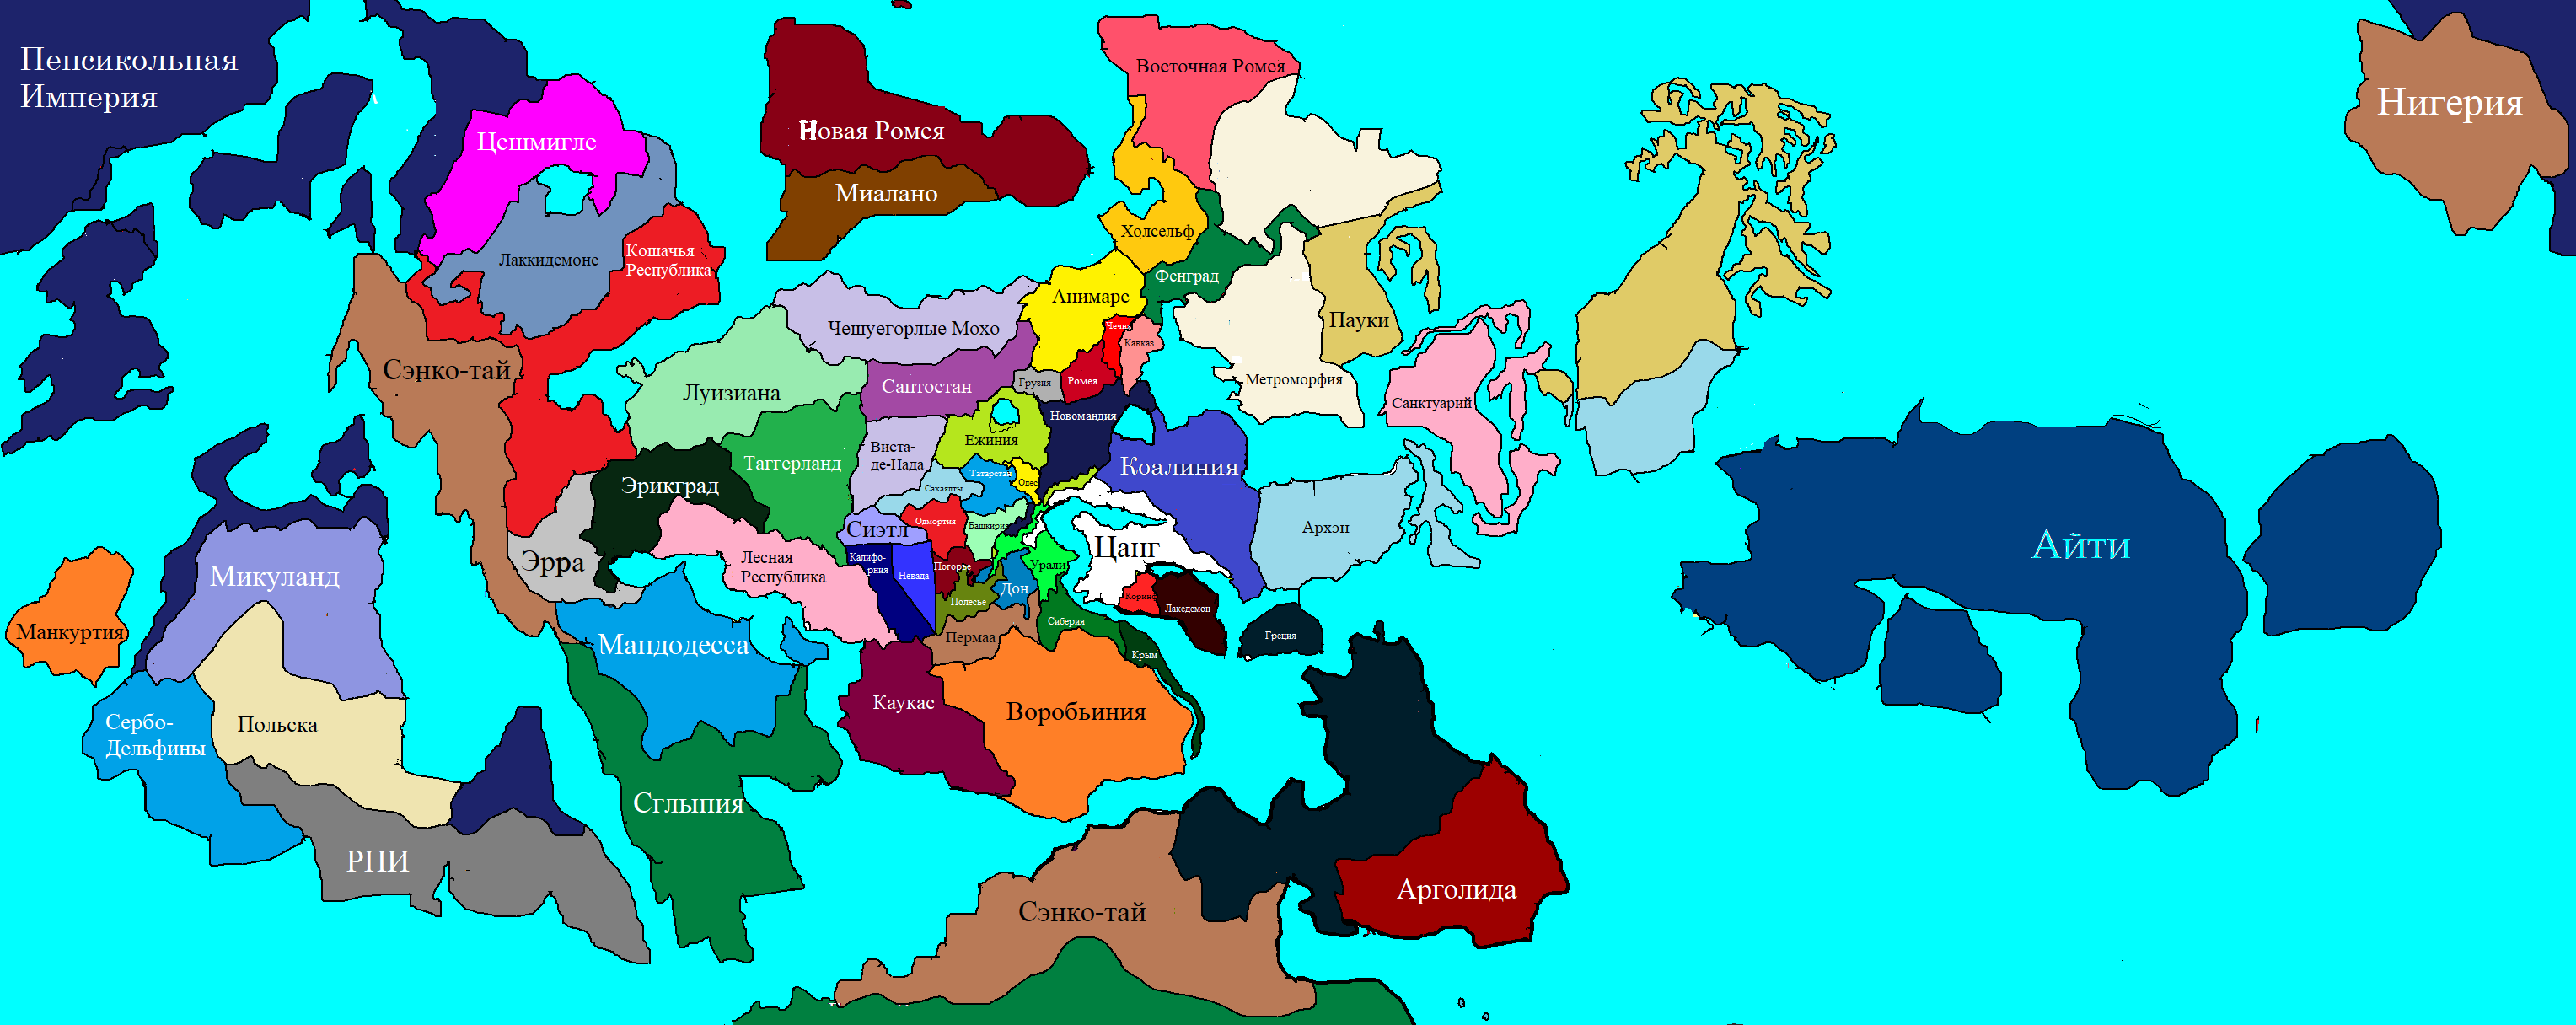 Пепсикольная
Империя
Цешмигле
Новая Ромея
Миалано
Восточная Ромея
Нигерия
Лаккидемоне
Кошачья
Республика
Холсельф
Фенград
Анимарс
Чешуегорлые Мохо
Чечня
Кавказ
Пауки
Сэнко-тай
Луизиана
Саптостан
Грузия
Ромея
Метроморфия
Санктуарий
Новомандия
Ежиния
Виста-
де-Нада
Таггерланд
Татарстан
Одес
Коалиния
Эрикград
Сахаялты
Одмортия
Башкирия
Сиэтл
Архэн
Айти
Цанг
Эрра
Лесная
Республика
Калифо-
рния
Невада
Погорье
Урали
Микуланд
Дон
Полесье
Коринф
Лакедемон
Манкуртия
Мандодесса
Пермаа
Сиберия
Греция
Крым
Сербо-
Дельфины
Польска
Каукас
Воробьиния
Сглыпия
РНИ
Арголида
Сэнко-тай